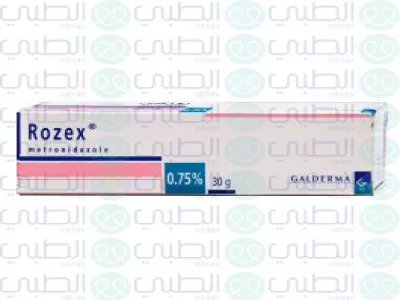 Rozex®
metronidazole
0.75%
30 g
GALDERMA
الطبي